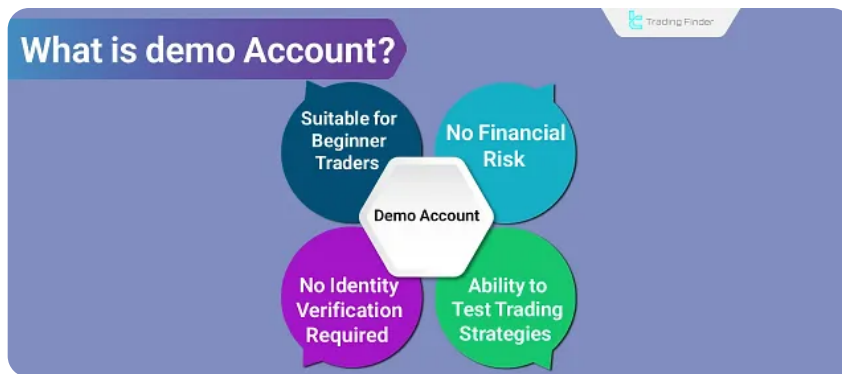 What is demo Account?
Trading Finder
Suitable for
Beginner
Traders
No Financial
Risk
Demo Account
No Identity
Verification
Required
Ability to
Test Trading
Strategies